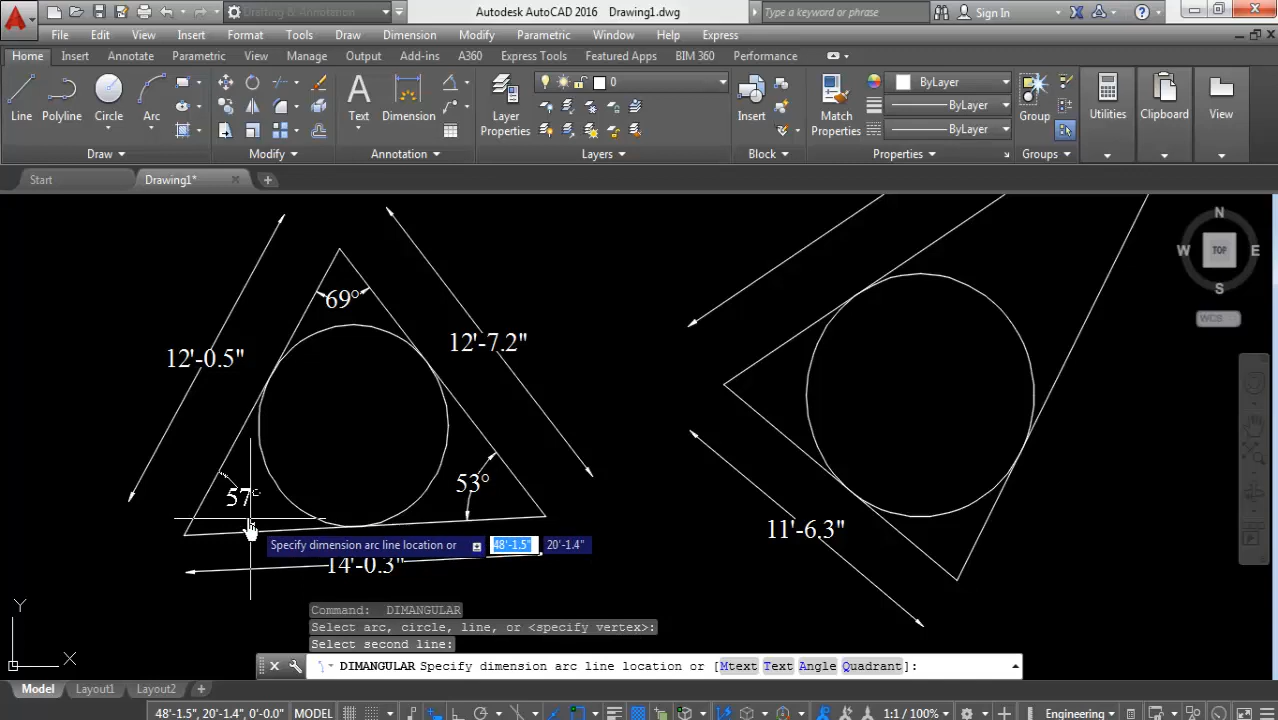 Drafting & Annotation
Autodesk AutoCAD 2016 Drawing1.dwg
Type a keyword or phrase
Sign In
File Edit View Insert Format Tools Draw Dimension Modify Parametric Window Help Express
Home Insert Annotate Parametric View Manage Output Add-ins A360 Express Tools Featured Apps BIM 360 Performance
Line Polyline Circle Arc
Text Dimension
Layer Properties
0
Insert
Match Properties
ByLayer
ByLayer
ByLayer
Group
Utilities
Clipboard
View
Draw Modify Annotation Layers Block Properties Groups
Start Drawing1* +
N
W TOP E
S
WCS
69°
12'-0.5"
12'-7.2"
53°
57°
14'-0.3"
11'-6.3"
Specify dimension arc line location or 48'-1.5" 20'-1.4"
Y
X
Command: DIMANGULAR
Select arc, circle, line, or <specify vertex>:
Select second line:
DIMANGULAR Specify dimension arc line location or [Mtext Text Angle Quadrant]:
Model Layout1 Layout2 +
48'-1.5", 20'-1.4", 0'-0.0" MODEL 1:1 / 100% Engineering